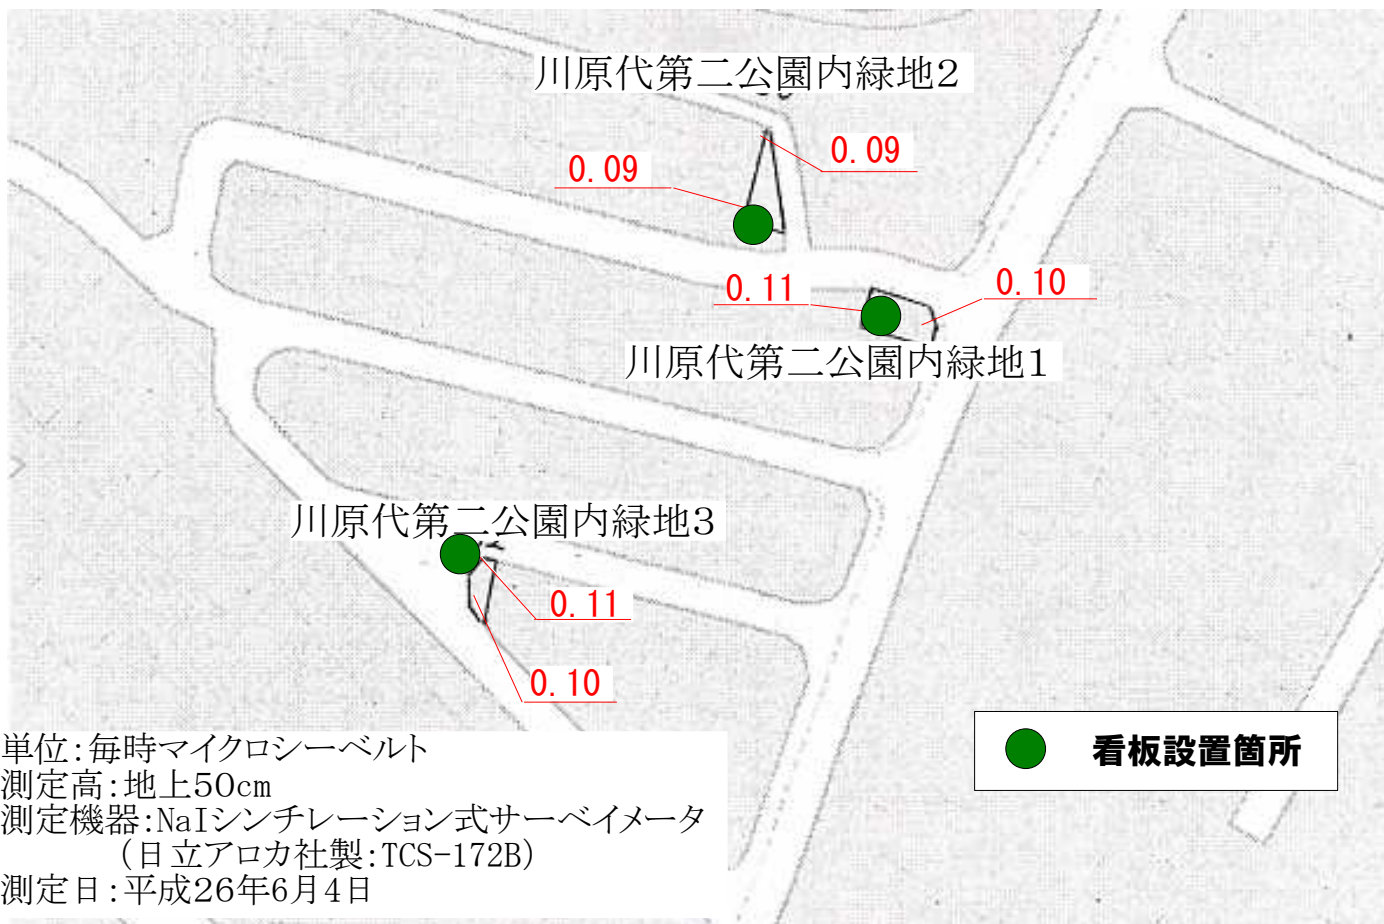 川原代第二公園内緑地2
0.09
0.09
0.11
0.10
川原代第二公園内緑地1
川原代第二公園内緑地3
0.11
0.10
看板設置箇所
単位:毎時マイクロシーベルト
測定高:地上50cm
測定機器:NaIシンチレーション式サーベイメータ
(日立アロカ社製:TCS-172B)
測定日:平成26年6月4日